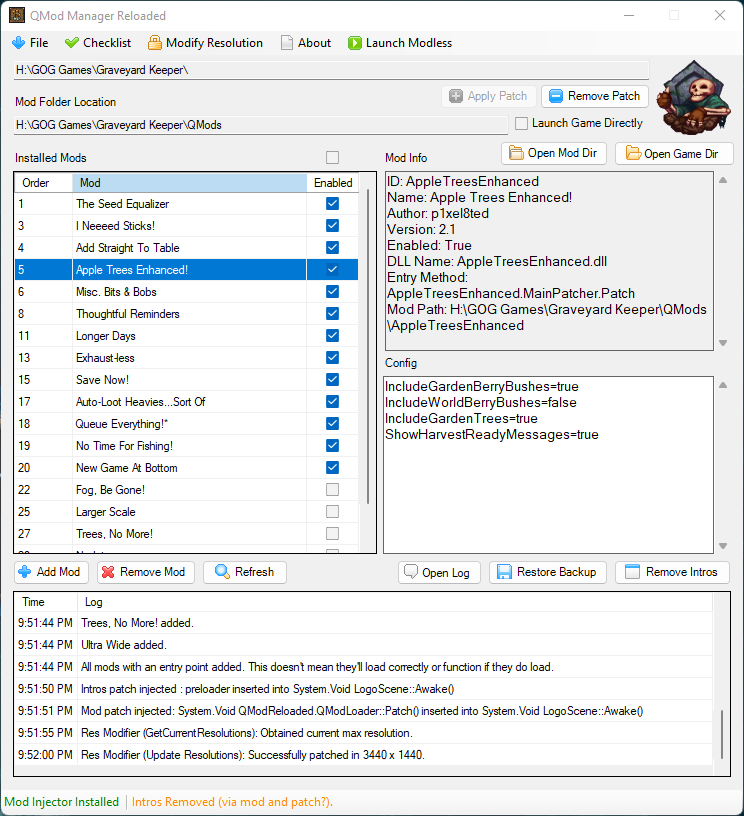 QMod Manager Reloaded
File Checklist Modify Resolution About Launch Modless
H:\GOG Games\Graveyard Keeper\
Mod Folder Location
Apply Patch Remove Patch
H:\GOG Games\Graveyard Keeper\QMods
Launch Game Directly
Installed Mods
Mod Info
Open Mod Dir Open Game Dir
Order Mod Enabled
1 The Seed Equalizer
3 I Neeeed Sticks!
4 Add Straight To Table
5 Apple Trees Enhanced!
6 Misc. Bits & Bobs
8 Thoughtful Reminders
11 Longer Days
13 Exhaust-less
15 Save Now!
17 Auto-Loot Heavies...Sort Of
18 Queue Everything!*
19 No Time For Fishing!
20 New Game At Bottom
22 Fog, Be Gone!
25 Larger Scale
27 Trees, No More!
ID: AppleTreesEnhanced
Name: Apple Trees Enhanced!
Author: p1xel8ted
Version: 2.1
Enabled: True
DLL Name: AppleTreesEnhanced.dll
Entry Method:
AppleTreesEnhanced.MainPatcher.Patch
Mod Path: H:\GOG Games\Graveyard Keeper\QMods
\AppleTreesEnhanced
Config
IncludeGardenBerryBushes=true
IncludeWorldBerryBushes=false
IncludeGardenTrees=true
ShowHarvestReadyMessages=true
Add Mod Remove Mod Refresh Open Log Restore Backup Remove Intros
Time Log
9:51:44 PM Trees, No More! added.
9:51:44 PM Ultra Wide added.
9:51:44 PM All mods with an entry point added. This doesn't mean they'll load correctly or function if they do load.
9:51:50 PM Intros patch injected : preloader inserted into System.Void LogoScene::Awake()
9:51:51 PM Mod patch injected: System.Void QModReloaded.QModLoader::Patch() inserted into System.Void LogoScene::Awake()
9:51:55 PM Res Modifier (GetCurrentResolutions): Obtained current max resolution.
9:52:00 PM Res Modifier (Update Resolutions): Successfully patched in 3440 x 1440.
Mod Injector Installed Intros Removed (via mod and patch?).